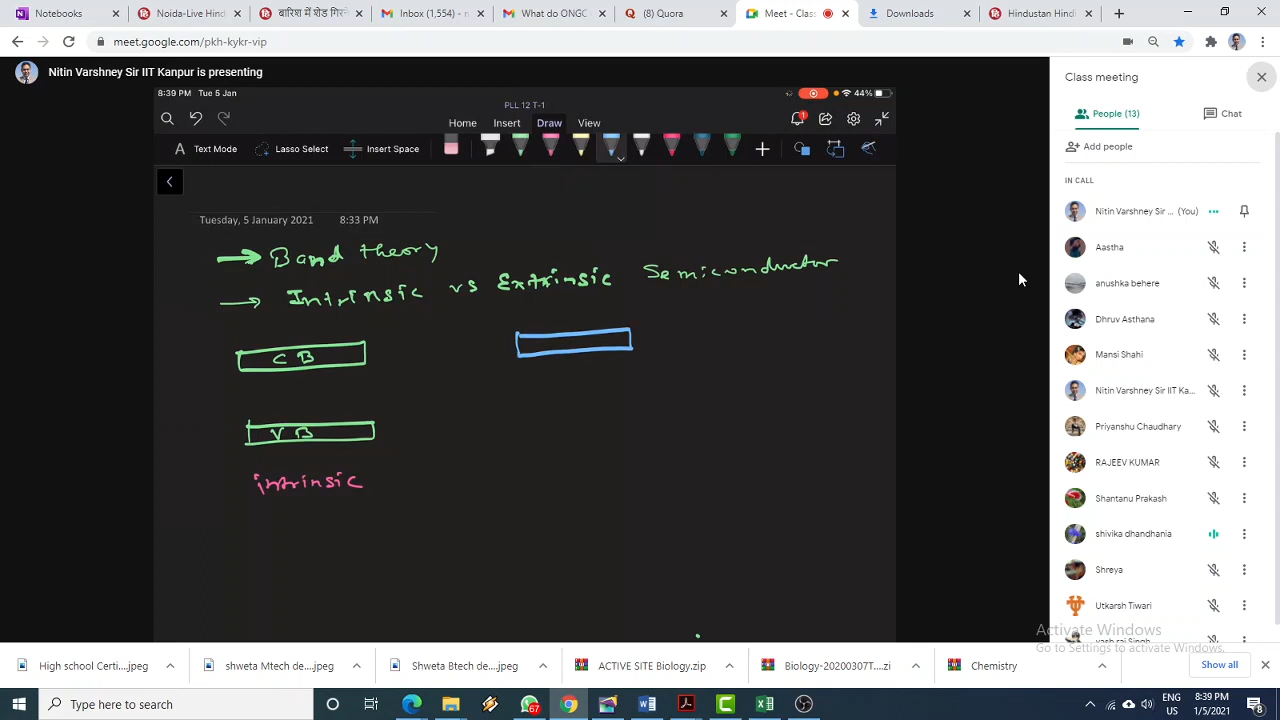 Notebooks
Noida-Live Hind
बारिश में घोड़
Inbox (1,554) - n
What do ONGC
(8) Quora
Meet - Class
Downloads
Hindustan Hind
meet.google.com/pkh-kykr-vip
Nitin Varshney Sir IIT Kanpur is presenting
Class meeting
8:39 PM Tue 5 Jan
44%
PLL 12 T-1
People (13)
Chat
Home
Insert
Draw
View
1
Text Mode
Lasso Select
Insert Space
Add people
IN CALL
Nitin Varshney Sir ... (You)
Aastha
anushka behere
Dhruv Asthana
Mansi Shahi
Nitin Varshney Sir IIT Ka...
Priyanshu Chaudhary
RAJEEV KUMAR
Shantanu Prakash
shivika dhandhania
Shreya
Utkarsh Tiwari
yash raj Singh
Tuesday, 5 January 2021 8:33 PM
Band theory
Intrinsic vs Extrinsic Semiconductor
CB
VB
intrinsic
Activate Windows
Go to Settings to activate Windows.
High school Certi....jpeg
shweta Mtech de....jpeg
Shweta Btech de....jpeg
ACTIVE SITE Biology.zip
Biology-20200307T....zi
Chemistry
Show all
Type here to search
67
ENG
US
8:39 PM
1/5/2021
8